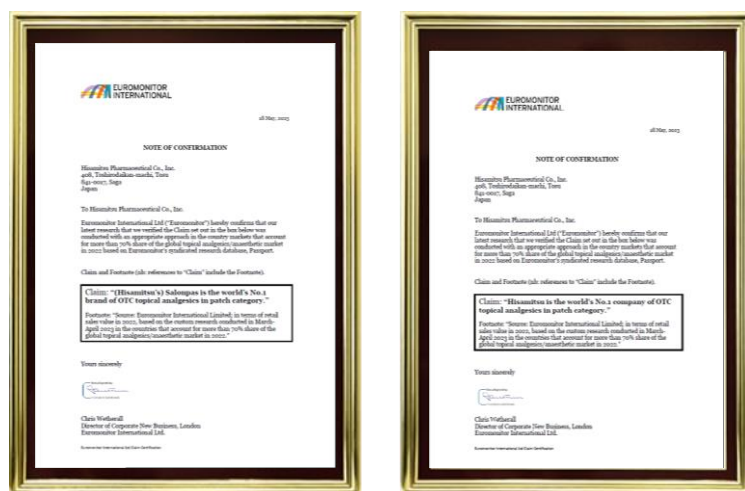 EUROMONITOR
INTERNATIONAL
18 May, 2023
NOTE OF CONFIRMATION
Hisamitsu Pharmaceutical Co., Inc.
408, Tashirodaikan-machi, Tosu
841-0017, Saga
Japan
To Hisamitsu Pharmaceutical Co., Inc.
Euromonitor International Ltd ("Euromonitor") hereby confirms that our
latest research that we verified the Claim set out in the box below was
conducted with an appropriate approach in the country markets that account
for more than 70% share of the global topical analgesics/anaesthetic market
in 2022 based on Euromonitor's syndicated research database, Passport.
Claim and Footnote (nb: references to "Claim" include the Footnote).
Claim: "(Hisamitsu's) Salonpas is the world's No.1
brand of OTC topical analgesics in patch category."
Footnote: "Source: Euromonitor International Limited; in terms of retail
sales value in 2022, based on the custom research conducted in March-
April 2023 in the countries that account for more than 70% share of the
global topical analgesics/anaesthetic market in 2022."
Yours sincerely
Chris Wetherall
Director of Corporate New Business, London
Euromonitor International Ltd.
Euromonitor International Ltd Claim Certification
EUROMONITOR
INTERNATIONAL
18 May, 2023
NOTE OF CONFIRMATION
Hisamitsu Pharmaceutical Co., Inc.
408, Tashirodaikan-machi, Tosu
841-0017, Saga
Japan
To Hisamitsu Pharmaceutical Co., Inc.
Euromonitor International Ltd ("Euromonitor") hereby confirms that our
latest research that we verified the Claim set out in the box below was
conducted with an appropriate approach in the country markets that account
for more than 70% share of the global topical analgesics/anaesthetic market
in 2022 based on Euromonitor's syndicated research database, Passport.
Claim and Footnote (nb: references to "Claim" include the Footnote).
Claim: "Hisamitsu is the world's No.1 company of OTC
topical analgesics in patch category."
Footnote: "Source: Euromonitor International Limited; in terms of retail
sales value in 2022, based on the custom research conducted in March-
April 2023 in the countries that account for more than 70% share of the
global topical analgesics/anaesthetic market in 2022."
Yours sincerely
Chris Wetherall
Director of Corporate New Business, London
Euromonitor International Ltd.
Euromonitor International Ltd Claim Certification